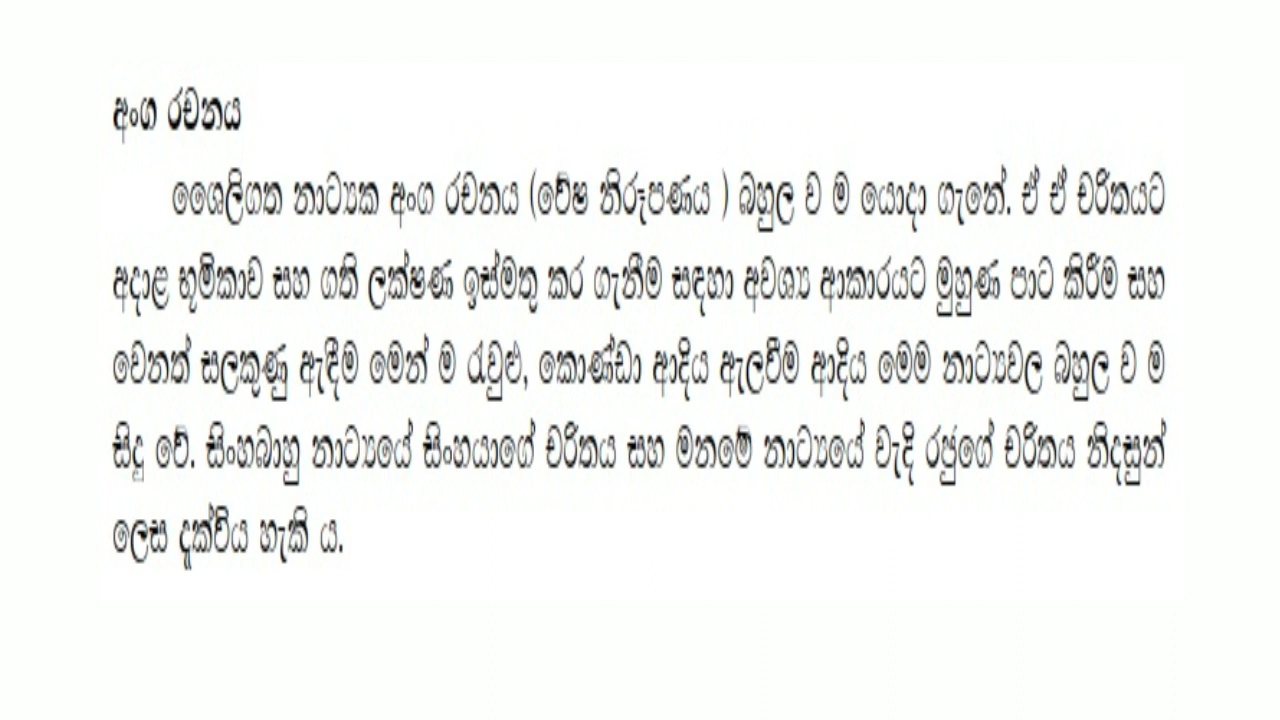 අංග රචනය
ශෛලිගත නාට්‍යක අංග රචනය (වේෂ නිරූපණය ) බහුල ව ම යොදා ගැනේ. ඒ ඒ චරිතයට
අදාළ භූමිකාව සහ ගති ලක්ෂණ ඉස්මතු කර ගැනීම සඳහා අවශ්‍ය ආකාරයට මුහුණ පාට කිරීම සහ
වෙනත් සලකුණු ඇඳීම මෙන් ම රැවුළු, කොණ්ඩා ආදිය ඇලවීම ආදිය මෙම නාට්‍යවල බහුල ව ම
සිදු වේ. සිංහබාහු නාට්‍යයේ සිංහයාගේ චරිතය සහ මනමේ නාට්‍යයේ වැදි රජුගේ චරිතය නිදසුන්
ලෙස දැක්විය හැකි ය.